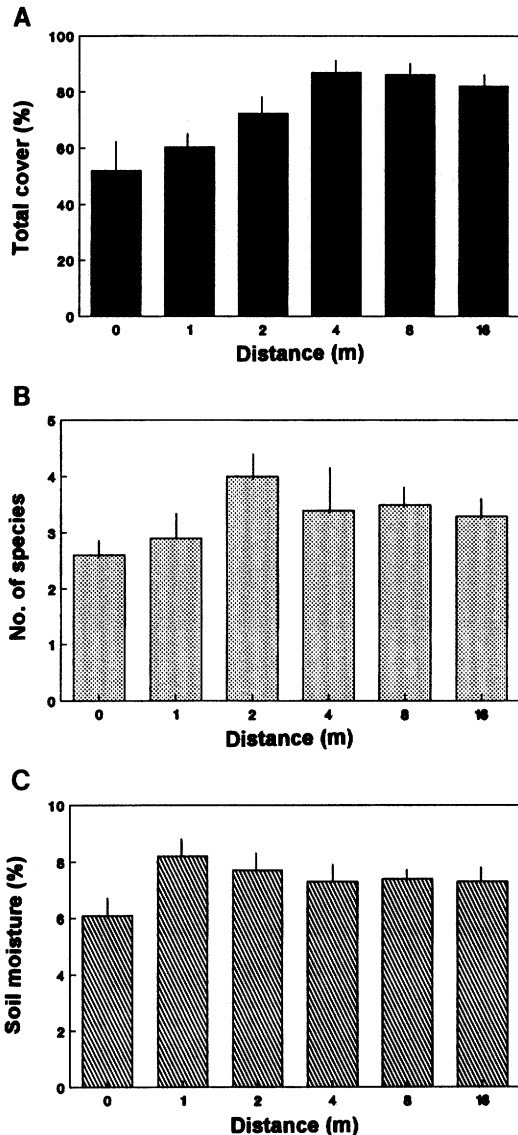 A
Total cover (%)
100
80
60
40
20
0
0 1 2 4 8 16
Distance (m)
B
No. of species
5
4
3
2
1
0
0 1 2 4 8 16
Distance (m)
C
Soil moisture (%)
10
8
6
4
2
0
0 1 2 4 8 16
Distance (m)